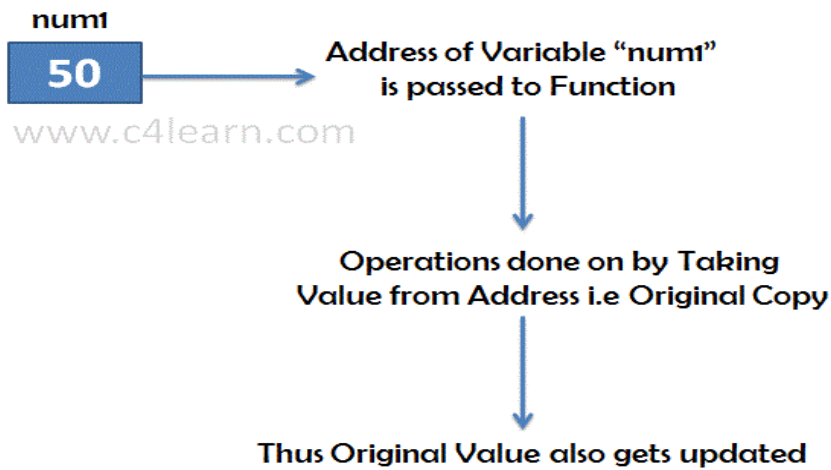 num1
50
Address of Variable “num1”
is passed to Function
www.c4learn.com
Operations done on by Taking
Value from Address i.e Original Copy
Thus Original Value also gets updated